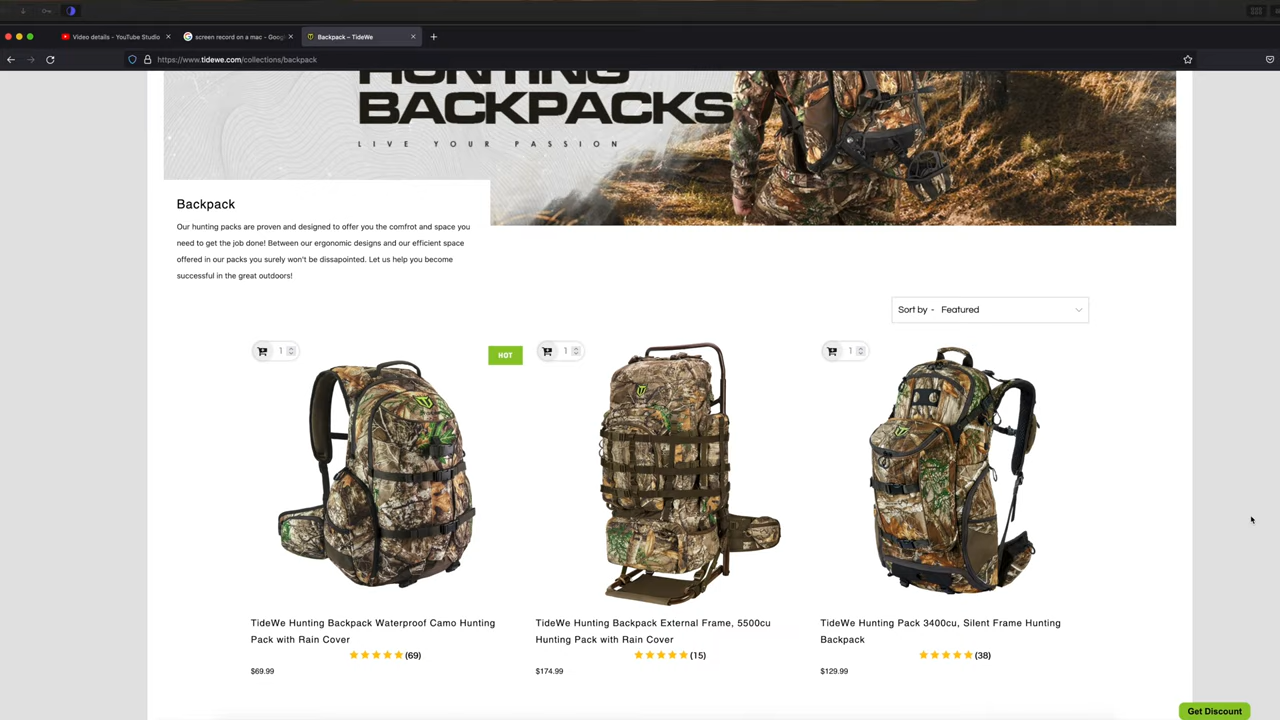 Video details - YouTube Studio
screen record on a mac - Goog
Backpack – TideWe
https://www.tidewe.com/collections/backpack
HUNTING
BACKPACKS
LIVE YOUR PASSION
Backpack
Our hunting packs are proven and designed to offer you the comfrot and space you
need to get the job done! Between our ergonomic designs and our efficient space
offered in our packs you surely won't be dissapointed. Let us help you become
successful in the great outdoors!
Sort by - Featured
1
HOT
1
1
TideWe Hunting Backpack Waterproof Camo Hunting
Pack with Rain Cover
(69)
$69.99
TideWe Hunting Backpack External Frame, 5500cu
Hunting Pack with Rain Cover
(15)
$174.99
TideWe Hunting Pack 3400cu, Silent Frame Hunting
Backpack
(38)
$129.99
Get Discount